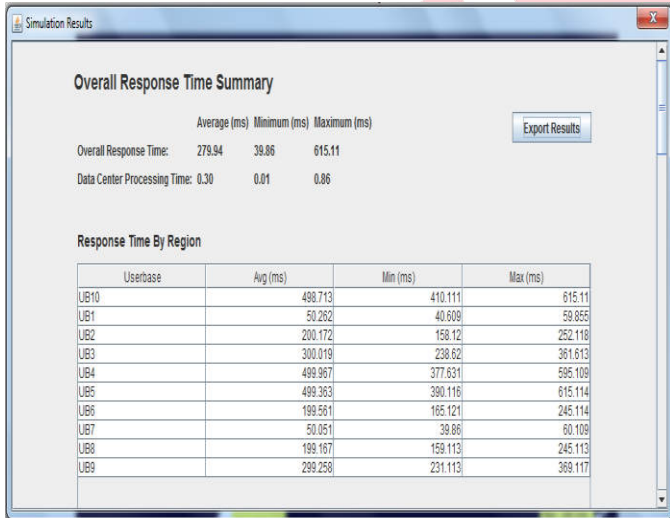 Simulation Results
Overall Response Time Summary
Average (ms) Minimum (ms) Maximum (ms)
Export Results
Overall Response Time: 279.94 39.86 615.11
Data Center Processing Time: 0.30 0.01 0.86
Response Time By Region
Userbase Avg (ms) Min (ms) Max (ms)
UB10 498.713 410.111 615.11
UB1 50.262 40.609 59.855
UB2 200.172 158.12 252.118
UB3 300.019 238.62 361.613
UB4 499.967 377.631 595.109
UB5 499.363 390.116 615.114
UB6 199.561 165.121 245.114
UB7 50.051 39.86 60.109
UB8 199.167 159.113 245.113
UB9 299.258 231.113 369.117